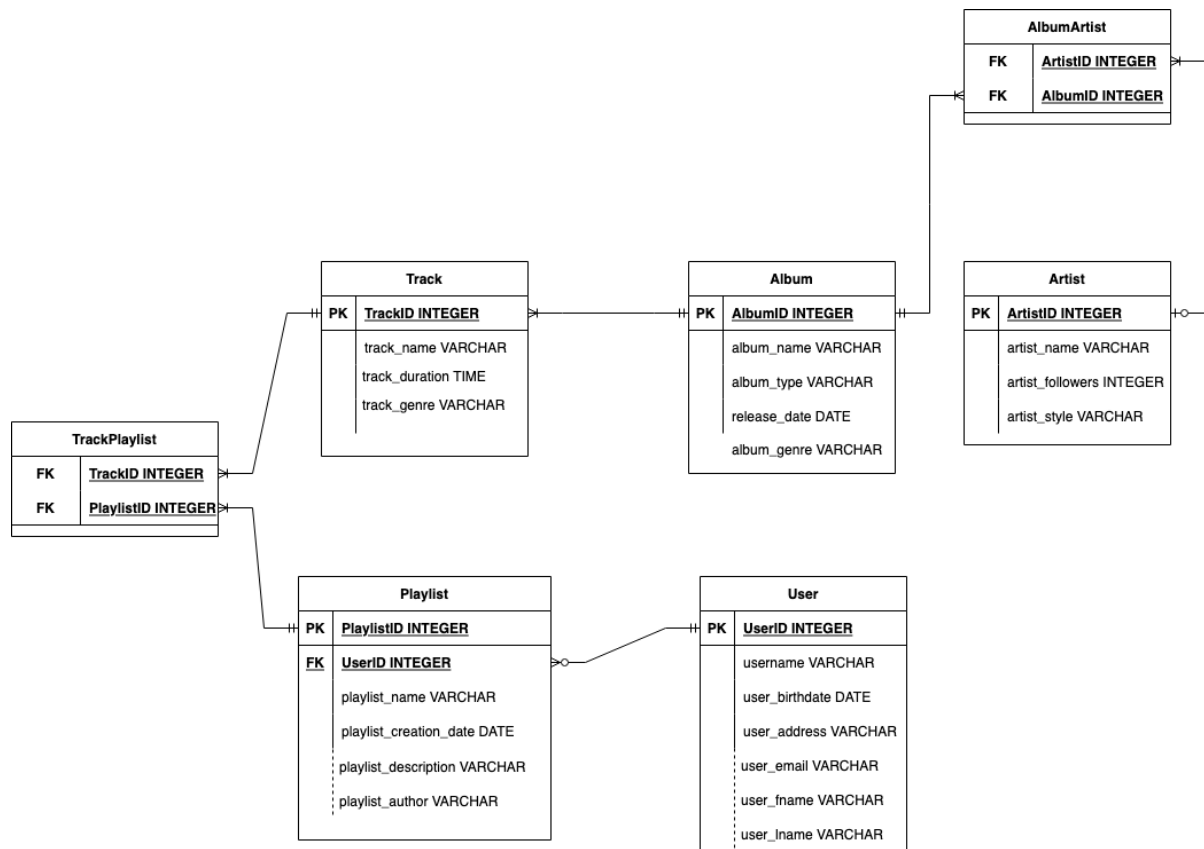 AlbumArtist
FK ArtistID INTEGER
FK AlbumID INTEGER
Track
PK TrackID INTEGER
track_name VARCHAR
track_duration TIME
track_genre VARCHAR
Album
PK AlbumID INTEGER
album_name VARCHAR
album_type VARCHAR
release_date DATE
album_genre VARCHAR
Artist
PK ArtistID INTEGER
artist_name VARCHAR
artist_followers INTEGER
artist_style VARCHAR
TrackPlaylist
FK TrackID INTEGER
FK PlaylistID INTEGER
Playlist
PK PlaylistID INTEGER
FK UserID INTEGER
playlist_name VARCHAR
playlist_creation_date DATE
playlist_description VARCHAR
playlist_author VARCHAR
User
PK UserID INTEGER
username VARCHAR
user_birthdate DATE
user_address VARCHAR
user_email VARCHAR
user_fname VARCHAR
user_lname VARCHAR